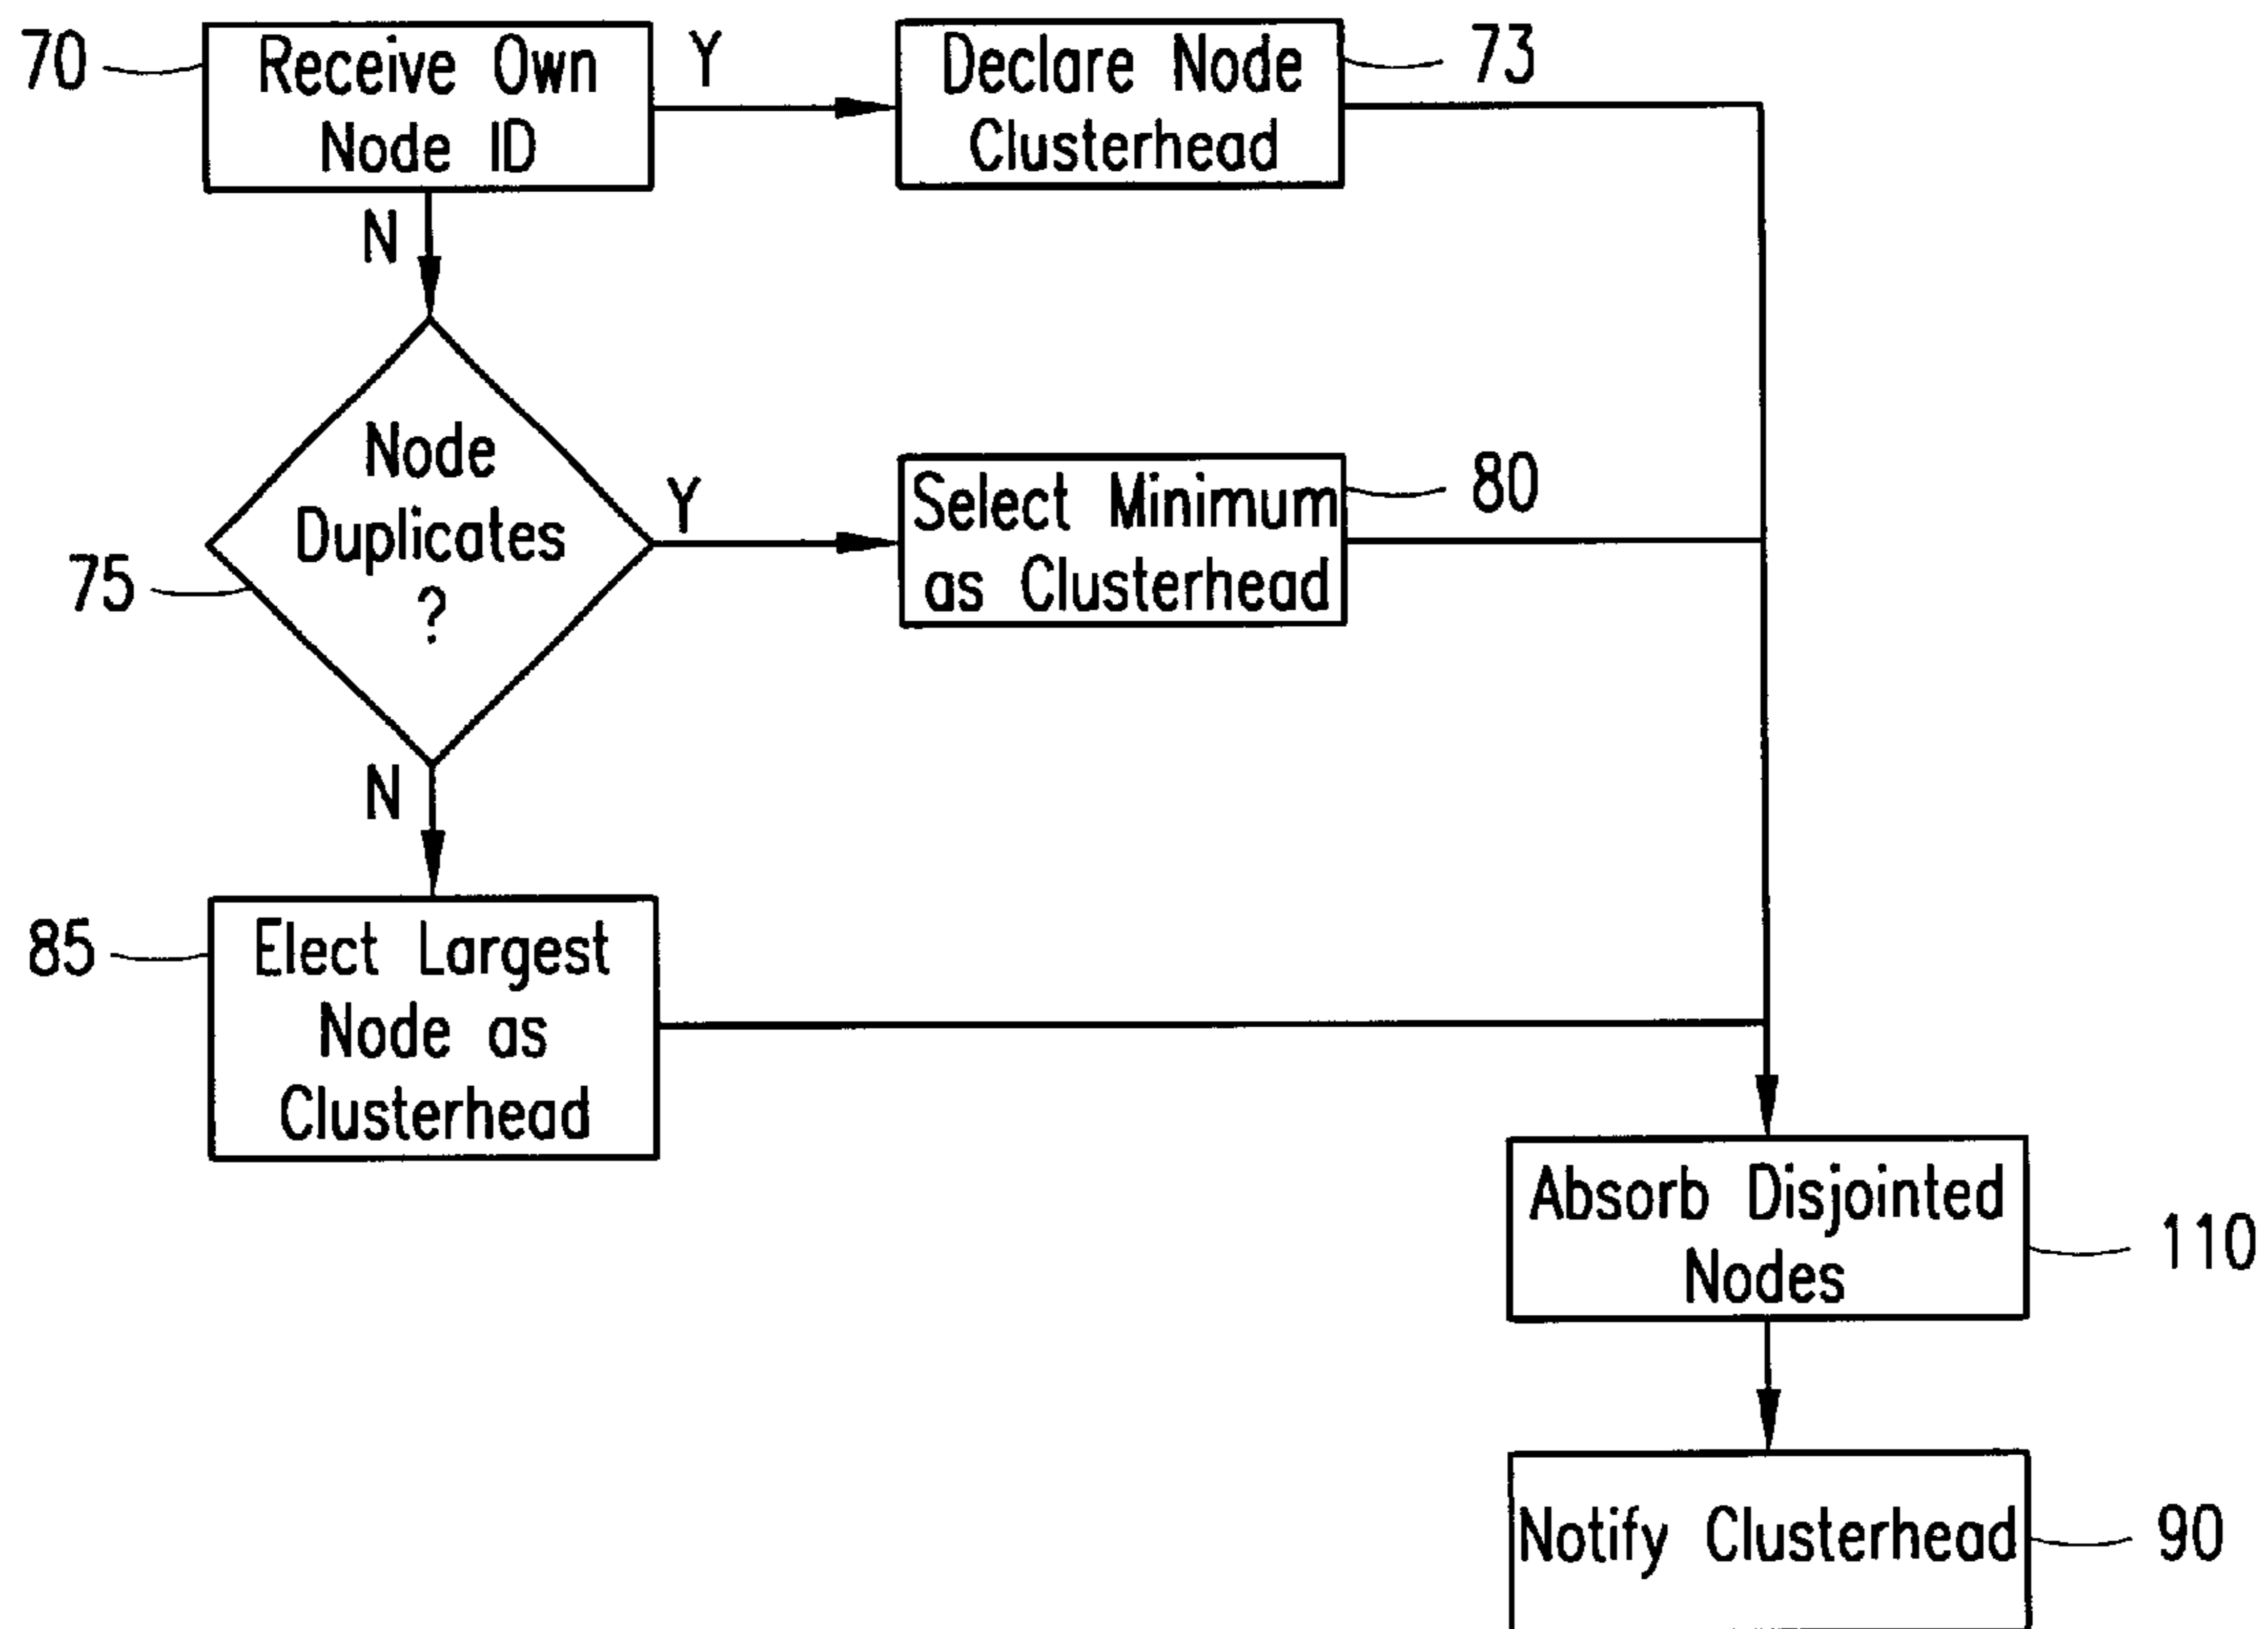 70
Receive Own
Node ID
Y
Declare Node
Clusterhead
73
N
Node
Duplicates
?
75
Y
Select Minimum
as Clusterhead
80
N
85
Elect Largest
Node as
Clusterhead
Absorb Disjointed
Nodes
110
Notify Clusterhead
90